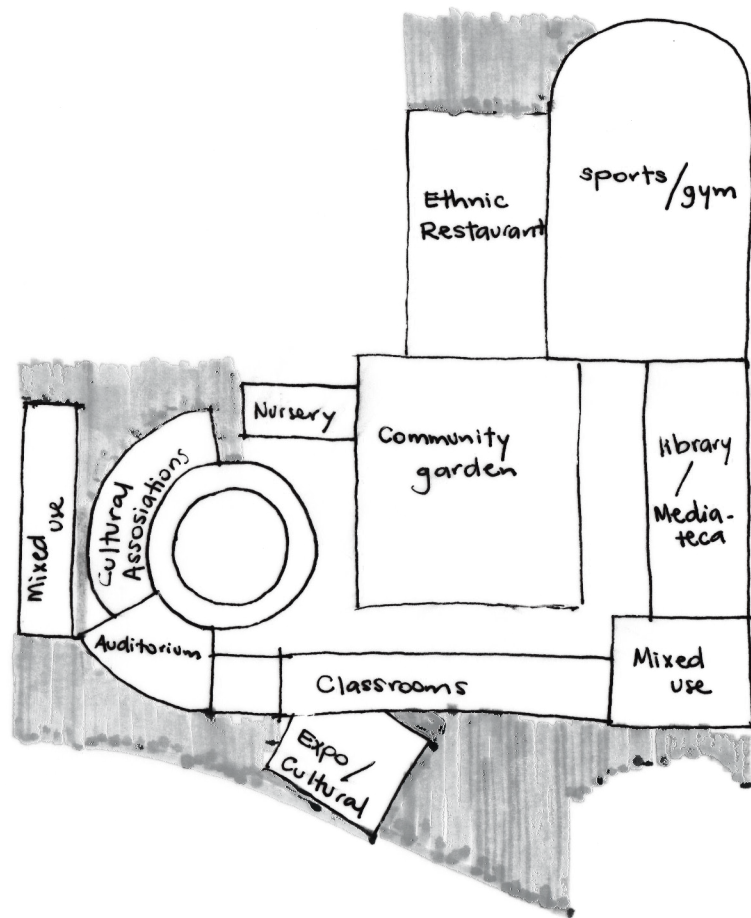 sports/gym
Ethnic
Restaurant
Nursery
Community
garden
library
/
Media-
teca
Mixed use
Cultural
Assosiations
Auditorium
Classrooms
Mixed
use
Expo/
Cultural